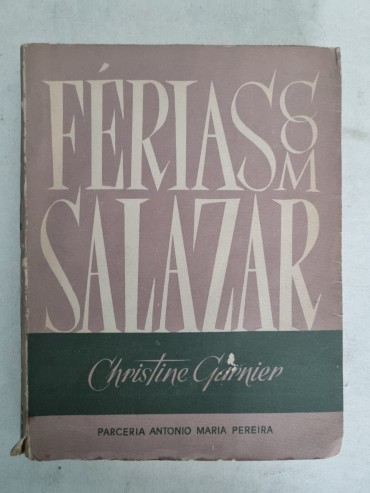 FÉRIAS COM
SALAZAR
Christine Garnier
PARCERIA ANTONIO MARIA PEREIRA